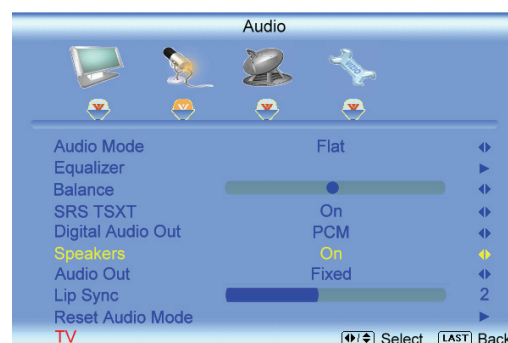 Audio
Audio Mode Flat
Equalizer
Balance
SRS TSXT On
Digital Audio Out PCM
Speakers On
Audio Out Fixed
Lip Sync 2
Reset Audio Mode
TV Select LAST Back